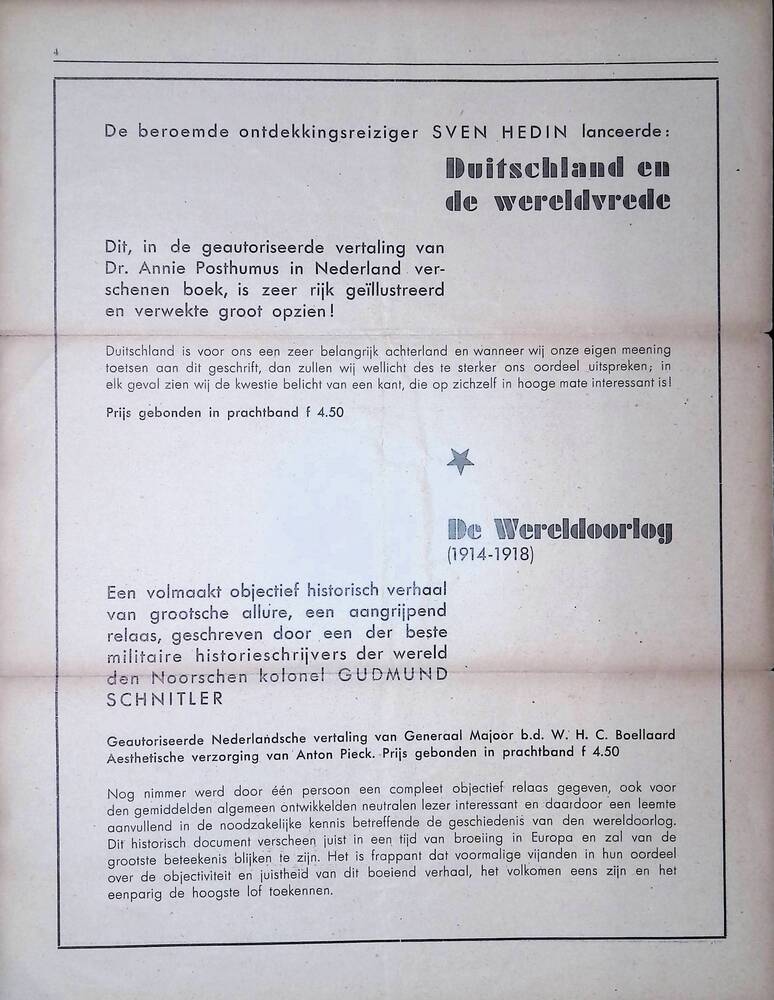 4
De beroemde ontdekkingsreiziger SVEN HEDIN lanceerde:
Duitschland en
de wereldvrede
Dit, in de geautoriseerde vertaling van
Dr. Annie Posthumus in Nederland ver-
schenen boek, is zeer rijk geïllustreerd
en verwekte groot opzien!
Duitschland is voor ons een zeer belangrijk achterland en wanneer wij onze eigen meening
toetsen aan dit geschrift, dan zullen wij wellicht des te sterker ons oordeel uitspreken; in
elk geval zien wij de kwestie belicht van een kant, die op zichzelf in hooge mate interessant is!
Prijs gebonden in prachtband f 4.50
De Wereldoorlog
(1914-1918)
Een volmaakt objectief historisch verhaal
van grootsche allure, een aangrijpend
relaas, geschreven door een der beste
militaire historieschrijvers der wereld
den Noorschen kolonel GUDMUND
SCHNITLER
Geautoriseerde Nederlandsche vertaling van Generaal Majoor b.d. W. H. C. Boellaard
Aesthetische verzorging van Anton Pieck. Prijs gebonden in prachtband f 4.50
Nog nimmer werd door één persoon een compleet objectief relaas gegeven, ook voor
den gemiddelden algemeen ontwikkelden neutralen lezer interessant en daardoor een leemte
aanvullend in de noodzakelijke kennis betreffende de geschiedenis van den wereldoorlog.
Dit historisch document verscheen juist in een tijd van broeiing in Europa en zal van de
grootste beteekenis blijken te zijn. Het is frappant dat voormalige vijanden in hun oordeel
over de objectiviteit en juistheid van dit boeiend verhaal, het volkomen eens zijn en het
eenparig de hoogste lof toekennen.